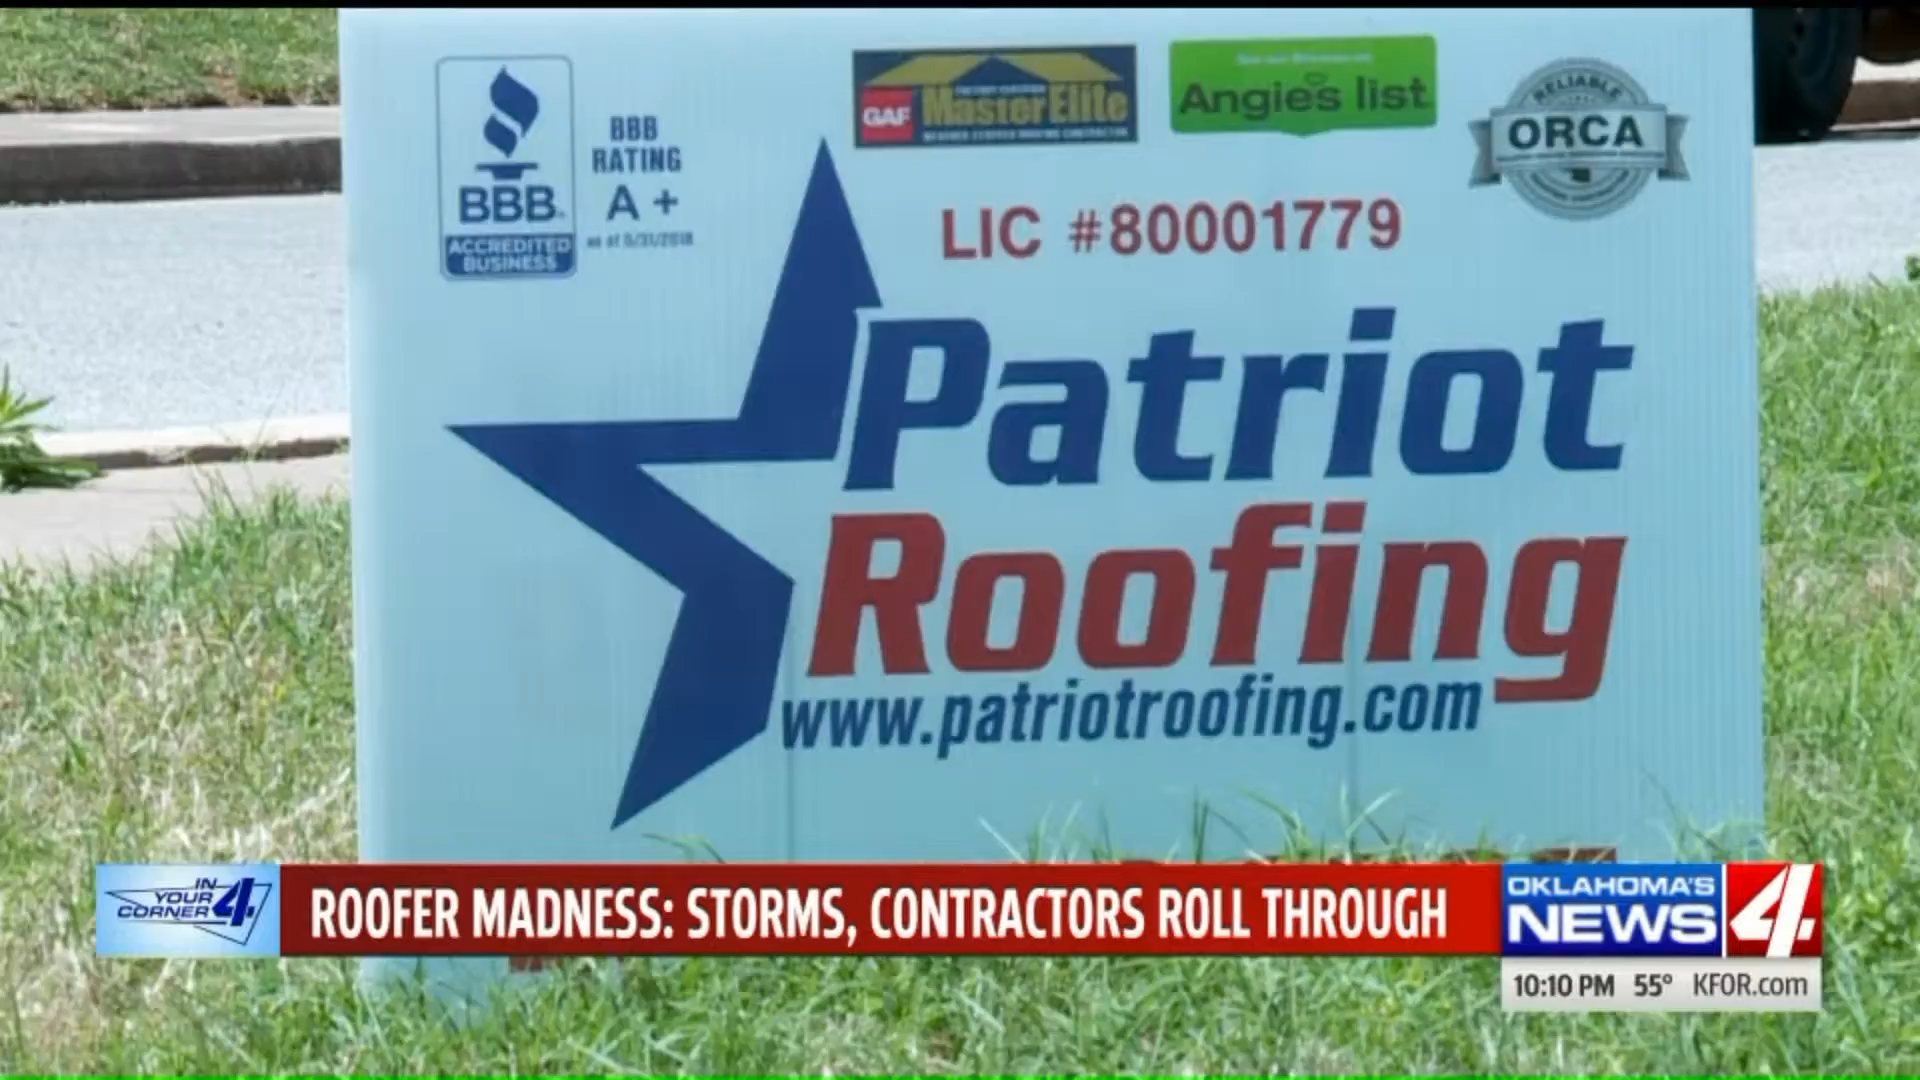 BBB
ACCREDITED
BUSINESS
BBB
RATING
A +
GAF
Master Elite
Angies list
RELIABLE
ORCA
LIC #80001779
Patriot
Roofing
www.patriotroofing.com
IN
YOUR
CORNER 4
ROOFER MADNESS: STORMS, CONTRACTORS ROLL THROUGH
OKLAHOMA'S
NEWS 4
10:10 PM 55° KFOR.com